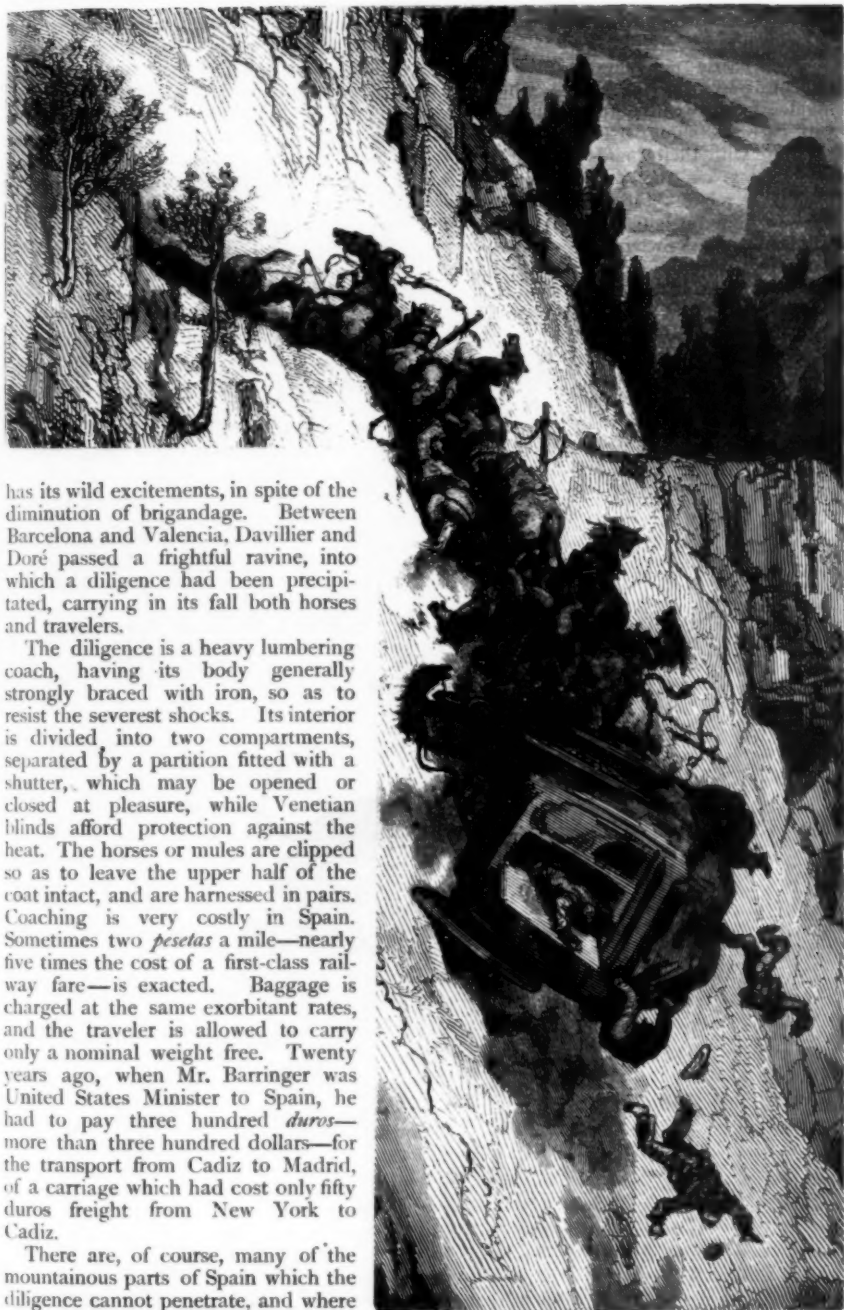 has its wild excitements, in spite of the
diminution of brigandage. Between
Barcelona and Valencia, Davillier and
Doré passed a frightful ravine, into
which a diligence had been precipi-
tated, carrying in its fall both horses
and travelers.
The diligence is a heavy lumbering
coach, having its body generally
strongly braced with iron, so as to
resist the severest shocks. Its interior
is divided into two compartments,
separated by a partition fitted with a
shutter, which may be opened or
closed at pleasure, while Venetian
blinds afford protection against the
heat. The horses or mules are clipped
so as to leave the upper half of the
coat intact, and are harnessed in pairs.
Coaching is very costly in Spain.
Sometimes two pesetas a mile—nearly
five times the cost of a first-class rail-
way fare—is exacted. Baggage is
charged at the same exorbitant rates,
and the traveler is allowed to carry
only a nominal weight free. Twenty
years ago, when Mr. Barringer was
United States Minister to Spain, he
had to pay three hundred duros—
more than three hundred dollars—for
the transport from Cadiz to Madrid,
of a carriage which had cost only fifty
duros freight from New York to
Cadiz.
There are, of course, many of the
mountainous parts of Spain which the
diligence cannot penetrate, and where